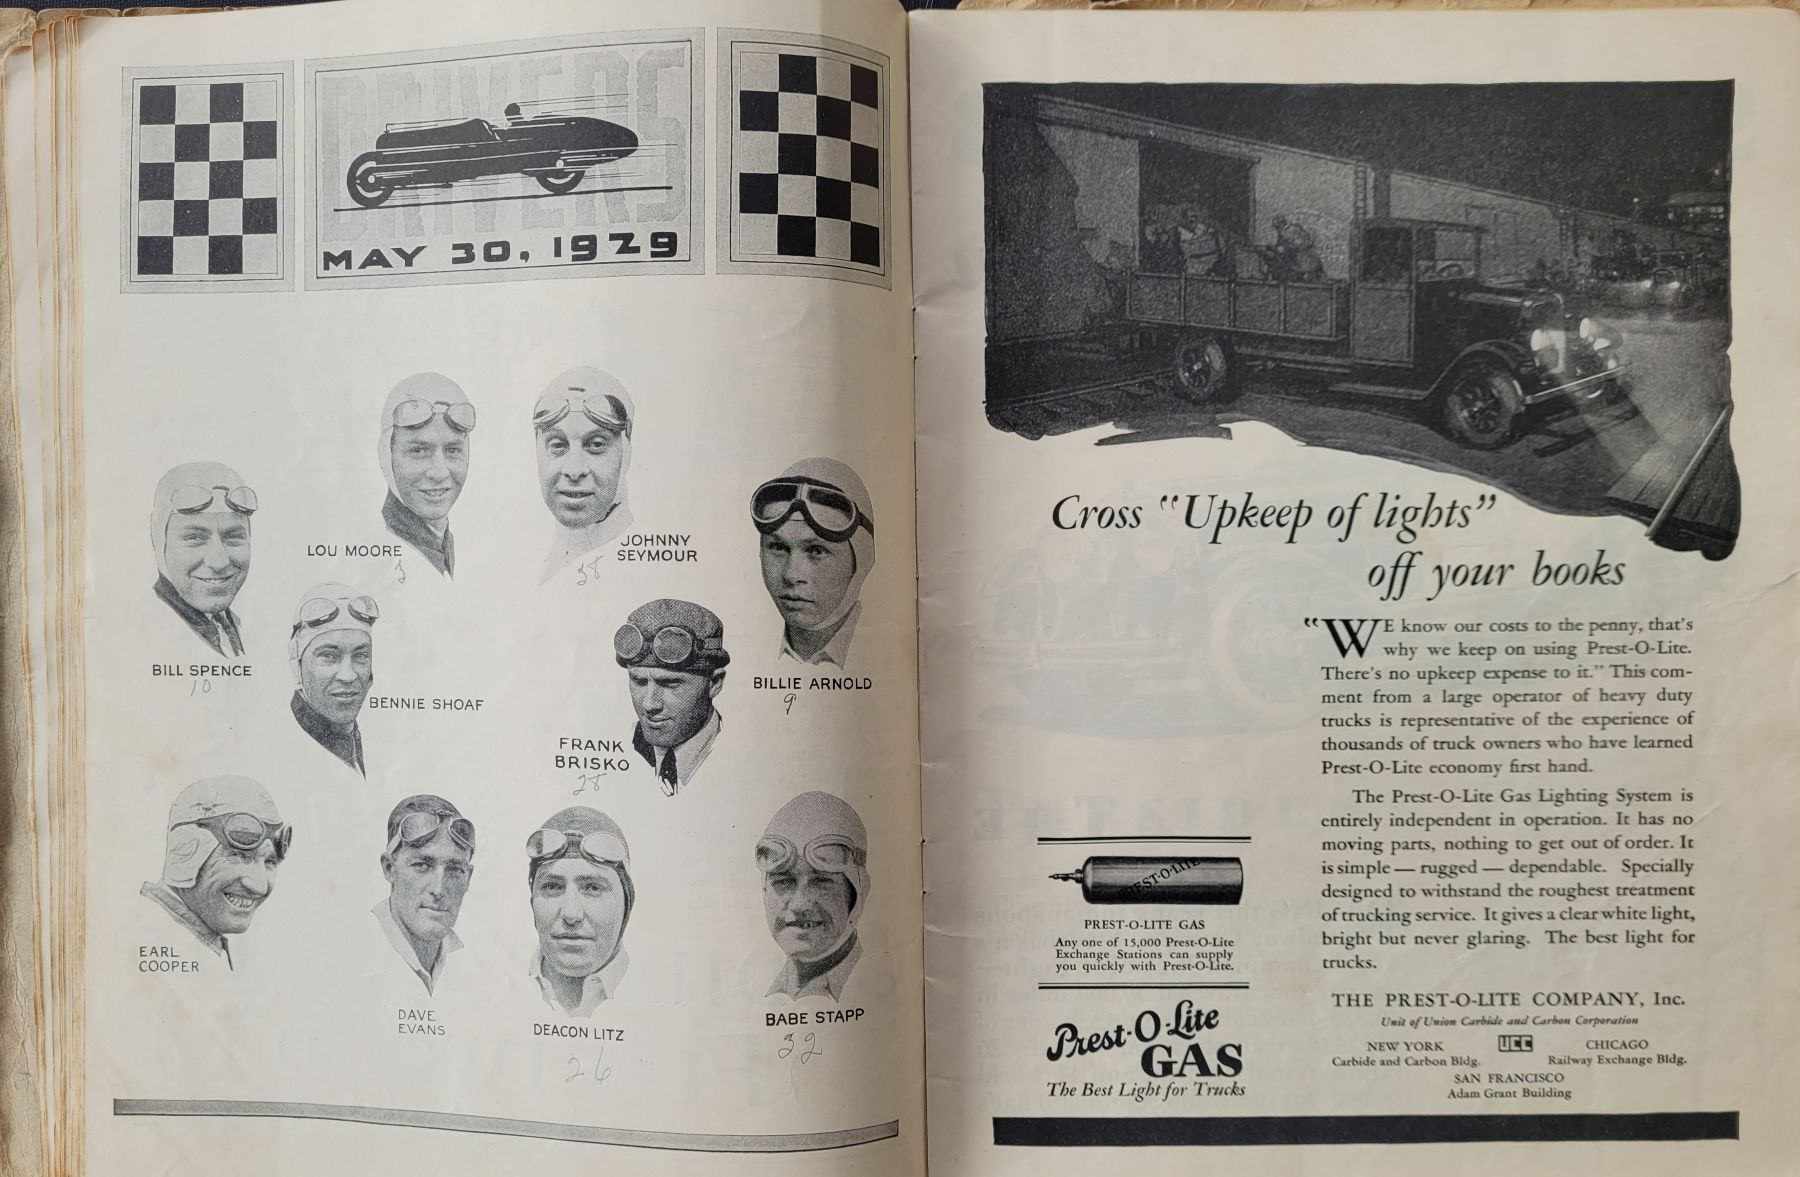 DRIVERS
DRIVERS
MAY 30, 1929
LOU MOORE
3
JOHNNY
SEYMOUR
38
BILL SPENCE
10
BENNIE SHOAF
BILLIE ARNOLD
9
FRANK
BRISKO
28
EARL
COOPER
DAVE
EVANS
DEACON LITZ
26
BABE STAPP
32
Cross "Upkeep of lights"
off your books
"WE know our costs to the penny, that's
why we keep on using Prest-O-Lite.
There's no upkeep expense to it." This com-
ment from a large operator of heavy duty
trucks is representative of the experience of
thousands of truck owners who have learned
Prest-O-Lite economy first hand.
The Prest-O-Lite Gas Lighting System is
entirely independent in operation. It has no
moving parts, nothing to get out of order. It
is simple — rugged — dependable. Specially
designed to withstand the roughest treatment
of trucking service. It gives a clear white light,
bright but never glaring. The best light for
trucks.
PREST-O-LITE
PREST-O-LITE GAS
Any one of 15,000 Prest-O-Lite
Exchange Stations can supply
you quickly with Prest-O-Lite.
Prest-O-Lite
GAS
The Best Light for Trucks
THE PREST-O-LITE COMPANY, Inc.
Unit of Union Carbide and Carbon Corporation
NEW YORK
Carbide and Carbon Bldg.
UCC
CHICAGO
Railway Exchange Bldg.
SAN FRANCISCO
Adam Grant Building